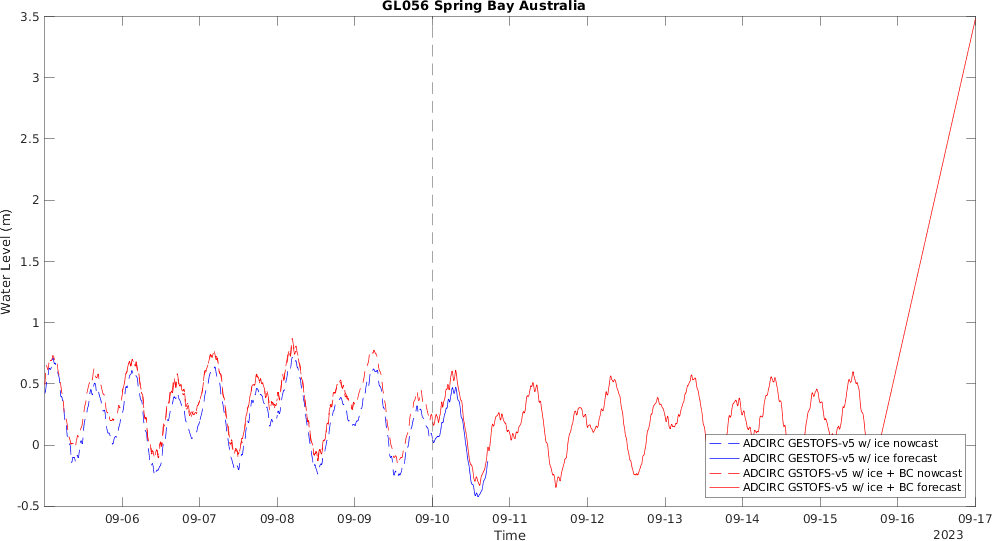 GL056 Spring Bay Australia
Water Level (m)
3.5
3
2.5
2
1.5
1
0.5
0
-0.5
ADCIRC GESTOFS-v5 w/ ice nowcast
ADCIRC GESTOFS-v5 w/ ice forecast
ADCIRC GSTOFS-v5 w/ ice + BC nowcast
ADCIRC GSTOFS-v5 w/ ice + BC forecast
09-06 09-07 09-08 09-09 09-10 09-11 09-12 09-13 09-14 09-15 09-16 09-17
Time
2023